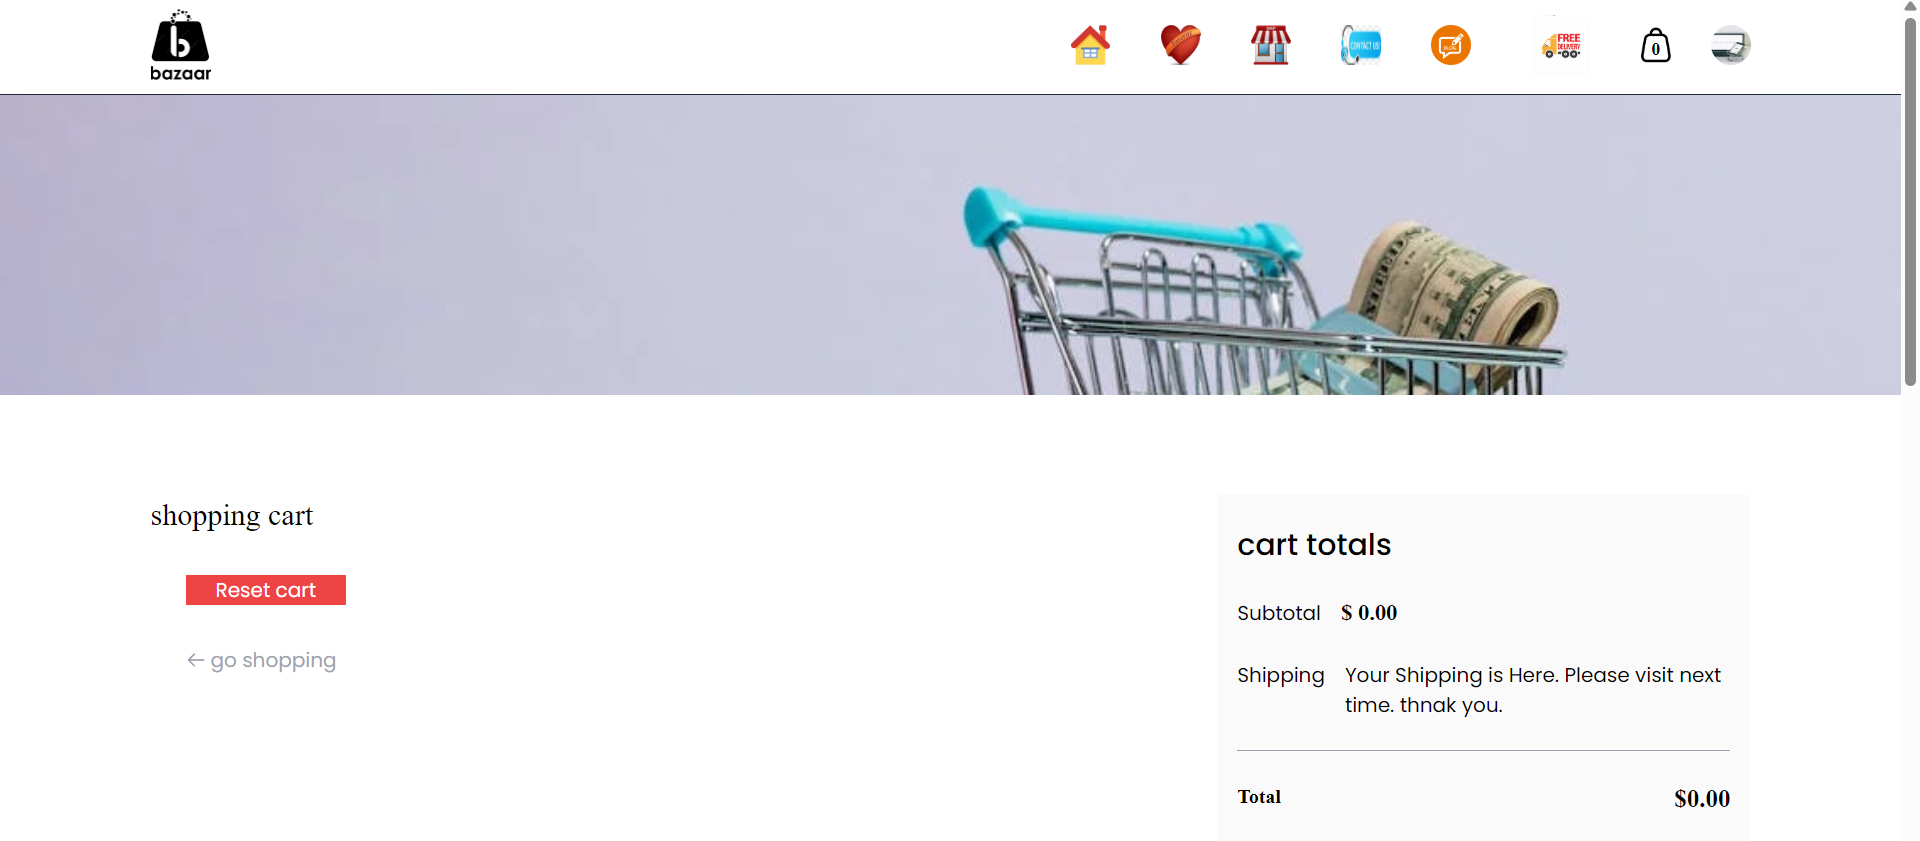 b
bazaar
CONTACT US!
BLOG
FREE
DELIVERY
0
shopping cart
Reset cart
← go shopping
cart totals
Subtotal $ 0.00
Shipping Your Shipping is Here. Please visit next
time. thnak you.
Total $0.00